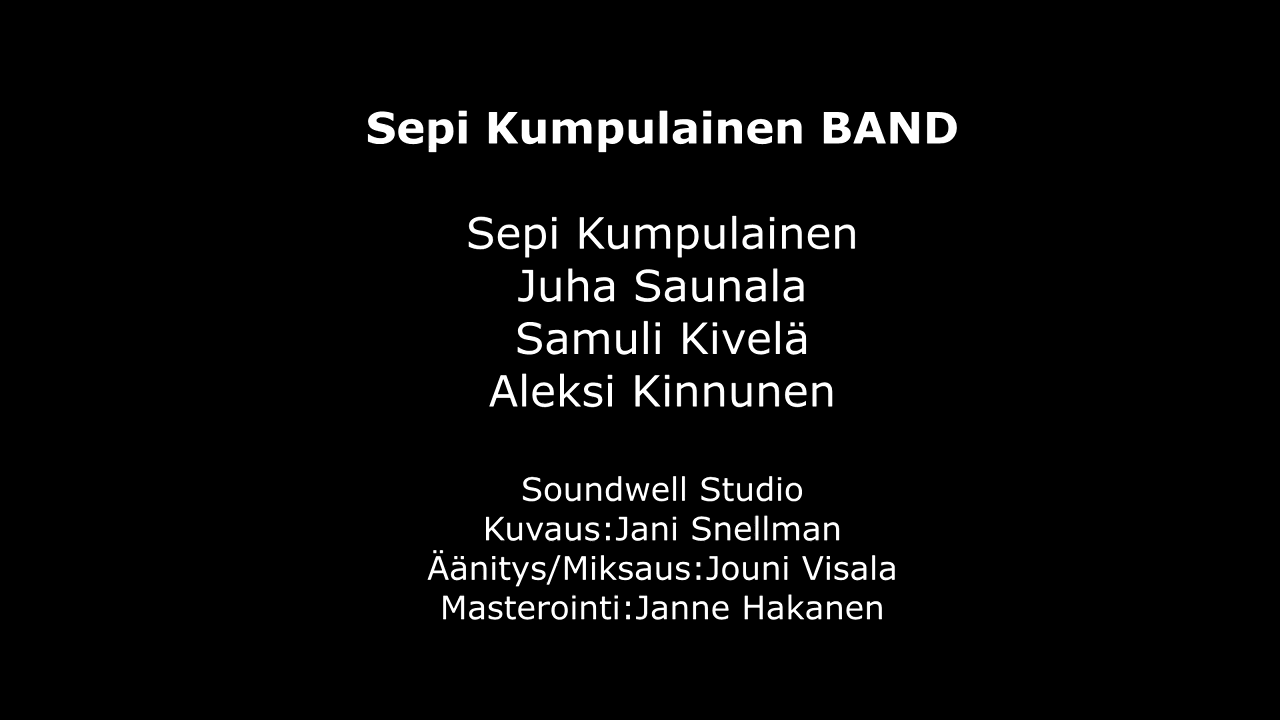 Sepi Kumpulainen BAND
Sepi Kumpulainen
Juha Saunala
Samuli Kivelä
Aleksi Kinnunen
Soundwell Studio
Kuvaus:Jani Snellman
Äänitys/Miksaus:Jouni Visala
Masterointi:Janne Hakanen